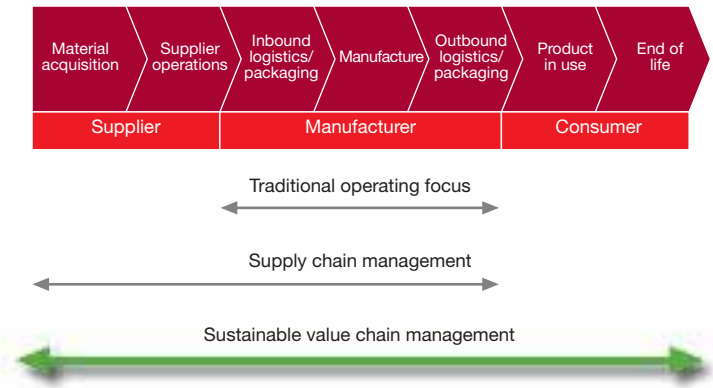 Material
acquisition
Supplier
operations
Inbound
logistics/
packaging
Manufacture
Outbound
logistics/
packaging
Product
in use
End of
life
Supplier
Manufacturer
Consumer
Traditional operating focus
Supply chain management
Sustainable value chain management